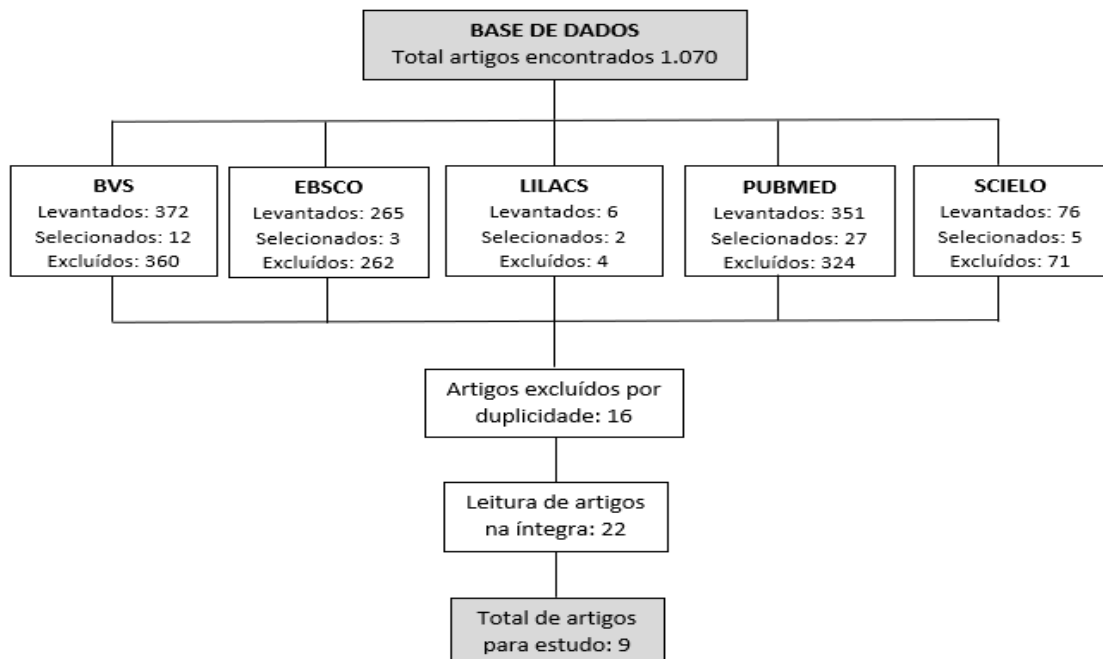 BASE DE DADOS
Total artigos encontrados 1.070
BVS
Levantados: 372
Selecionados: 12
Excluídos: 360
EBSCO
Levantados: 265
Selecionados: 3
Excluídos: 262
LILACS
Levantados: 6
Selecionados: 2
Excluídos: 4
PUBMED
Levantados: 351
Selecionados: 27
Excluídos: 324
SCIELO
Levantados: 76
Selecionados: 5
Excluídos: 71
Artigos excluídos por
duplicidade: 16
Leitura de artigos
na íntegra: 22
Total de artigos
para estudo: 9